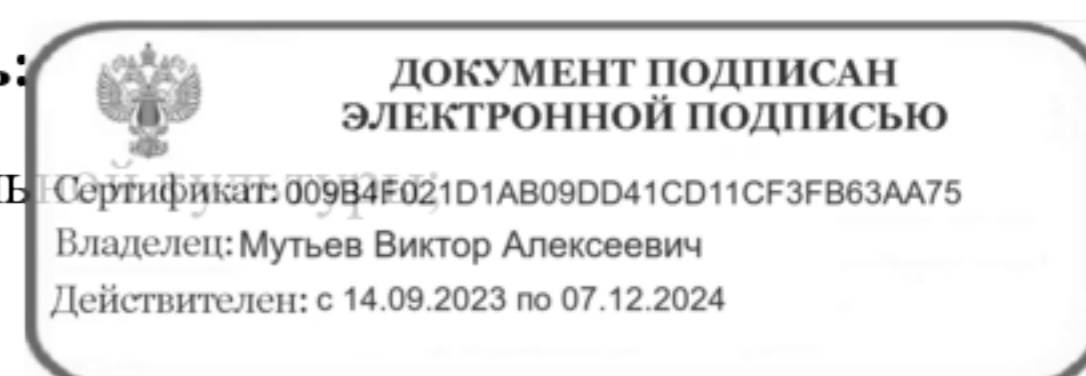 ь:
ДОКУМЕНТ ПОДПИСАН
ЭЛЕКТРОННОЙ ПОДПИСЬЮ
Сертификат: 009B4F021D1AB09DD41CD11CF3FB63AA75
Владелец: Мутьев Виктор Алексеевич
Действителен: с 14.09.2023 по 07.12.2024